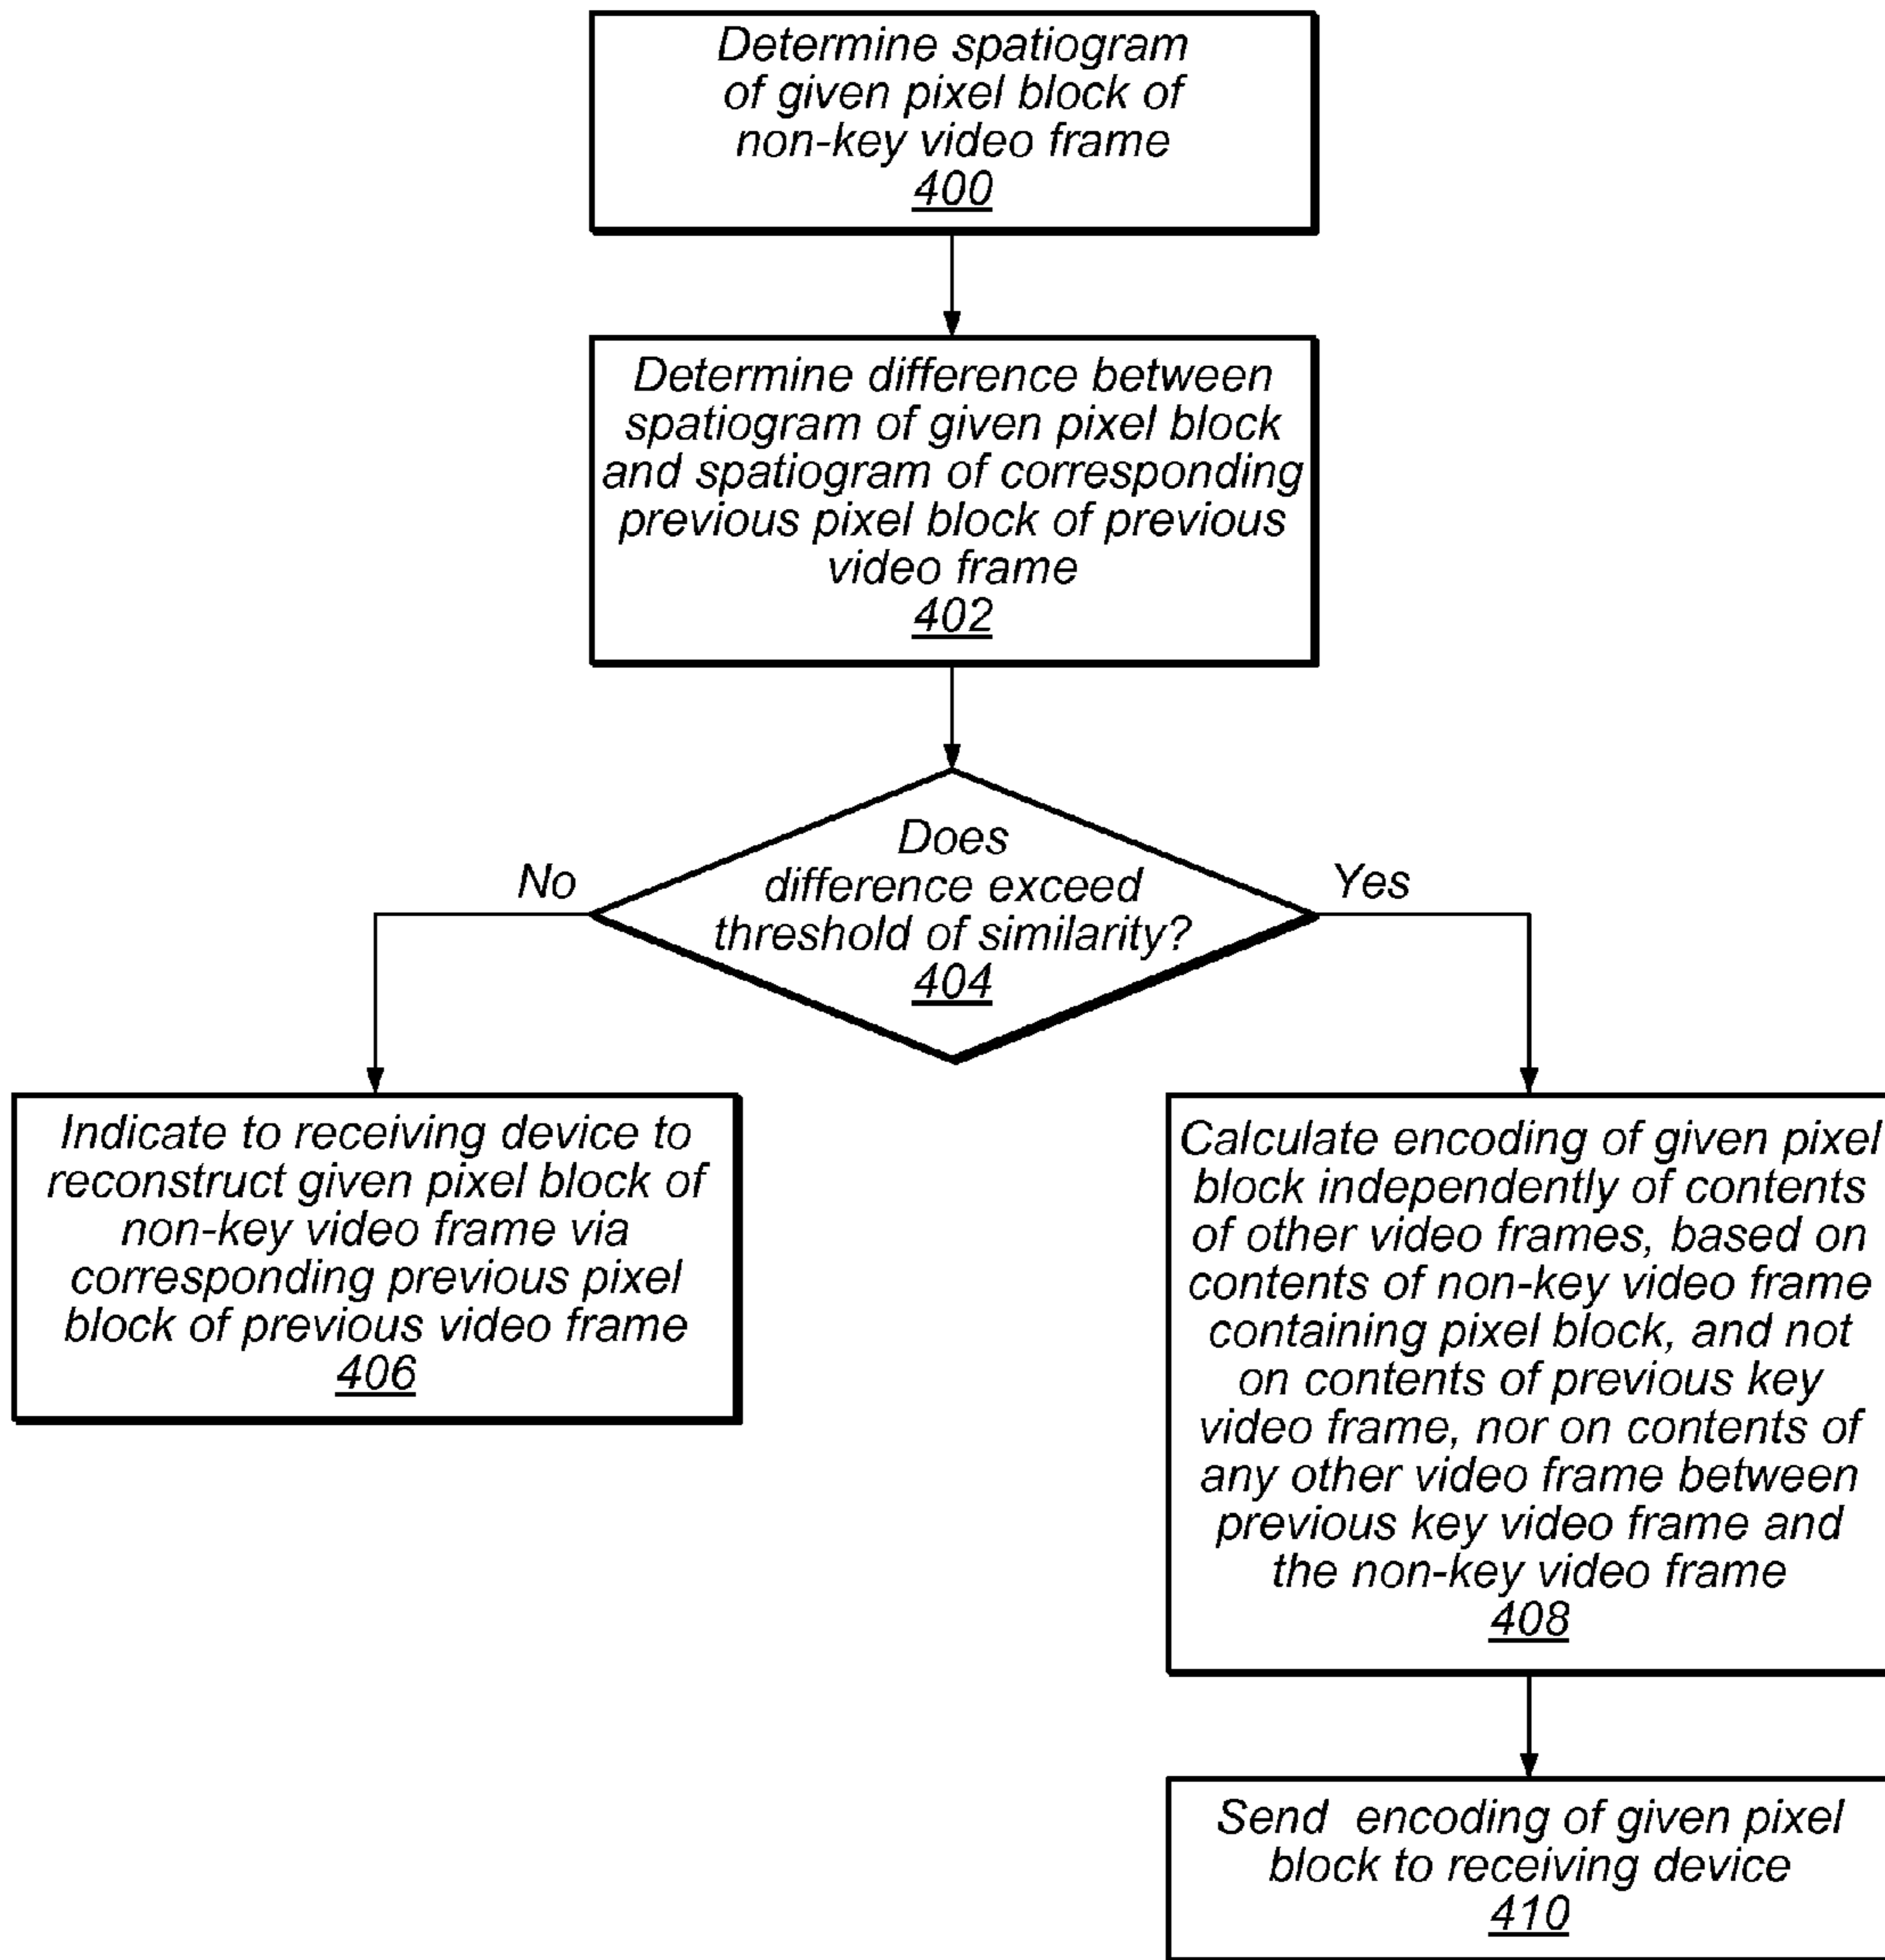 Determine spatiogram
of given pixel block of
non-key video frame
400
Determine difference between
spatiogram of given pixel block
and spatiogram of corresponding
previous pixel block of previous
video frame
402
Does
difference exceed
threshold of similarity?
404
No
Yes
Indicate to receiving device to
reconstruct given pixel block of
non-key video frame via
corresponding previous pixel
block of previous video frame
406
Calculate encoding of given pixel
block independently of contents
of other video frames, based on
contents of non-key video frame
containing pixel block, and not
on contents of previous key
video frame, nor on contents of
any other video frame between
previous key video frame and
the non-key video frame
408
Send encoding of given pixel
block to receiving device
410